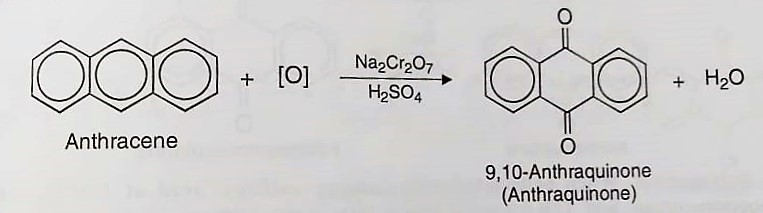 Anthracene + [O] Na₂Cr₂O₇ H₂SO₄ O O + H₂O
9,10-Anthraquinone
(Anthraquinone)